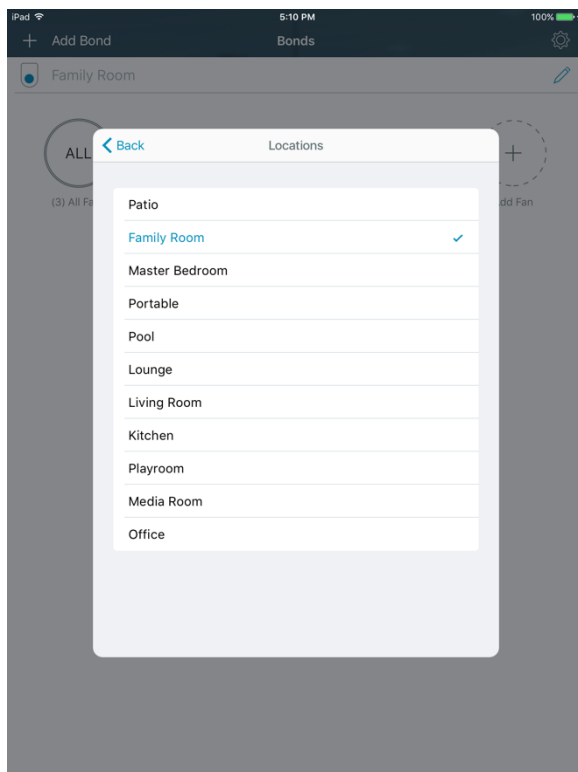 iPad 5:10 PM 100%
Add Bond Bonds
Family Room
ALL
(3) All Fa
dd Fan
Back Locations
Patio
Family Room
Master Bedroom
Portable
Pool
Lounge
Living Room
Kitchen
Playroom
Media Room
Office